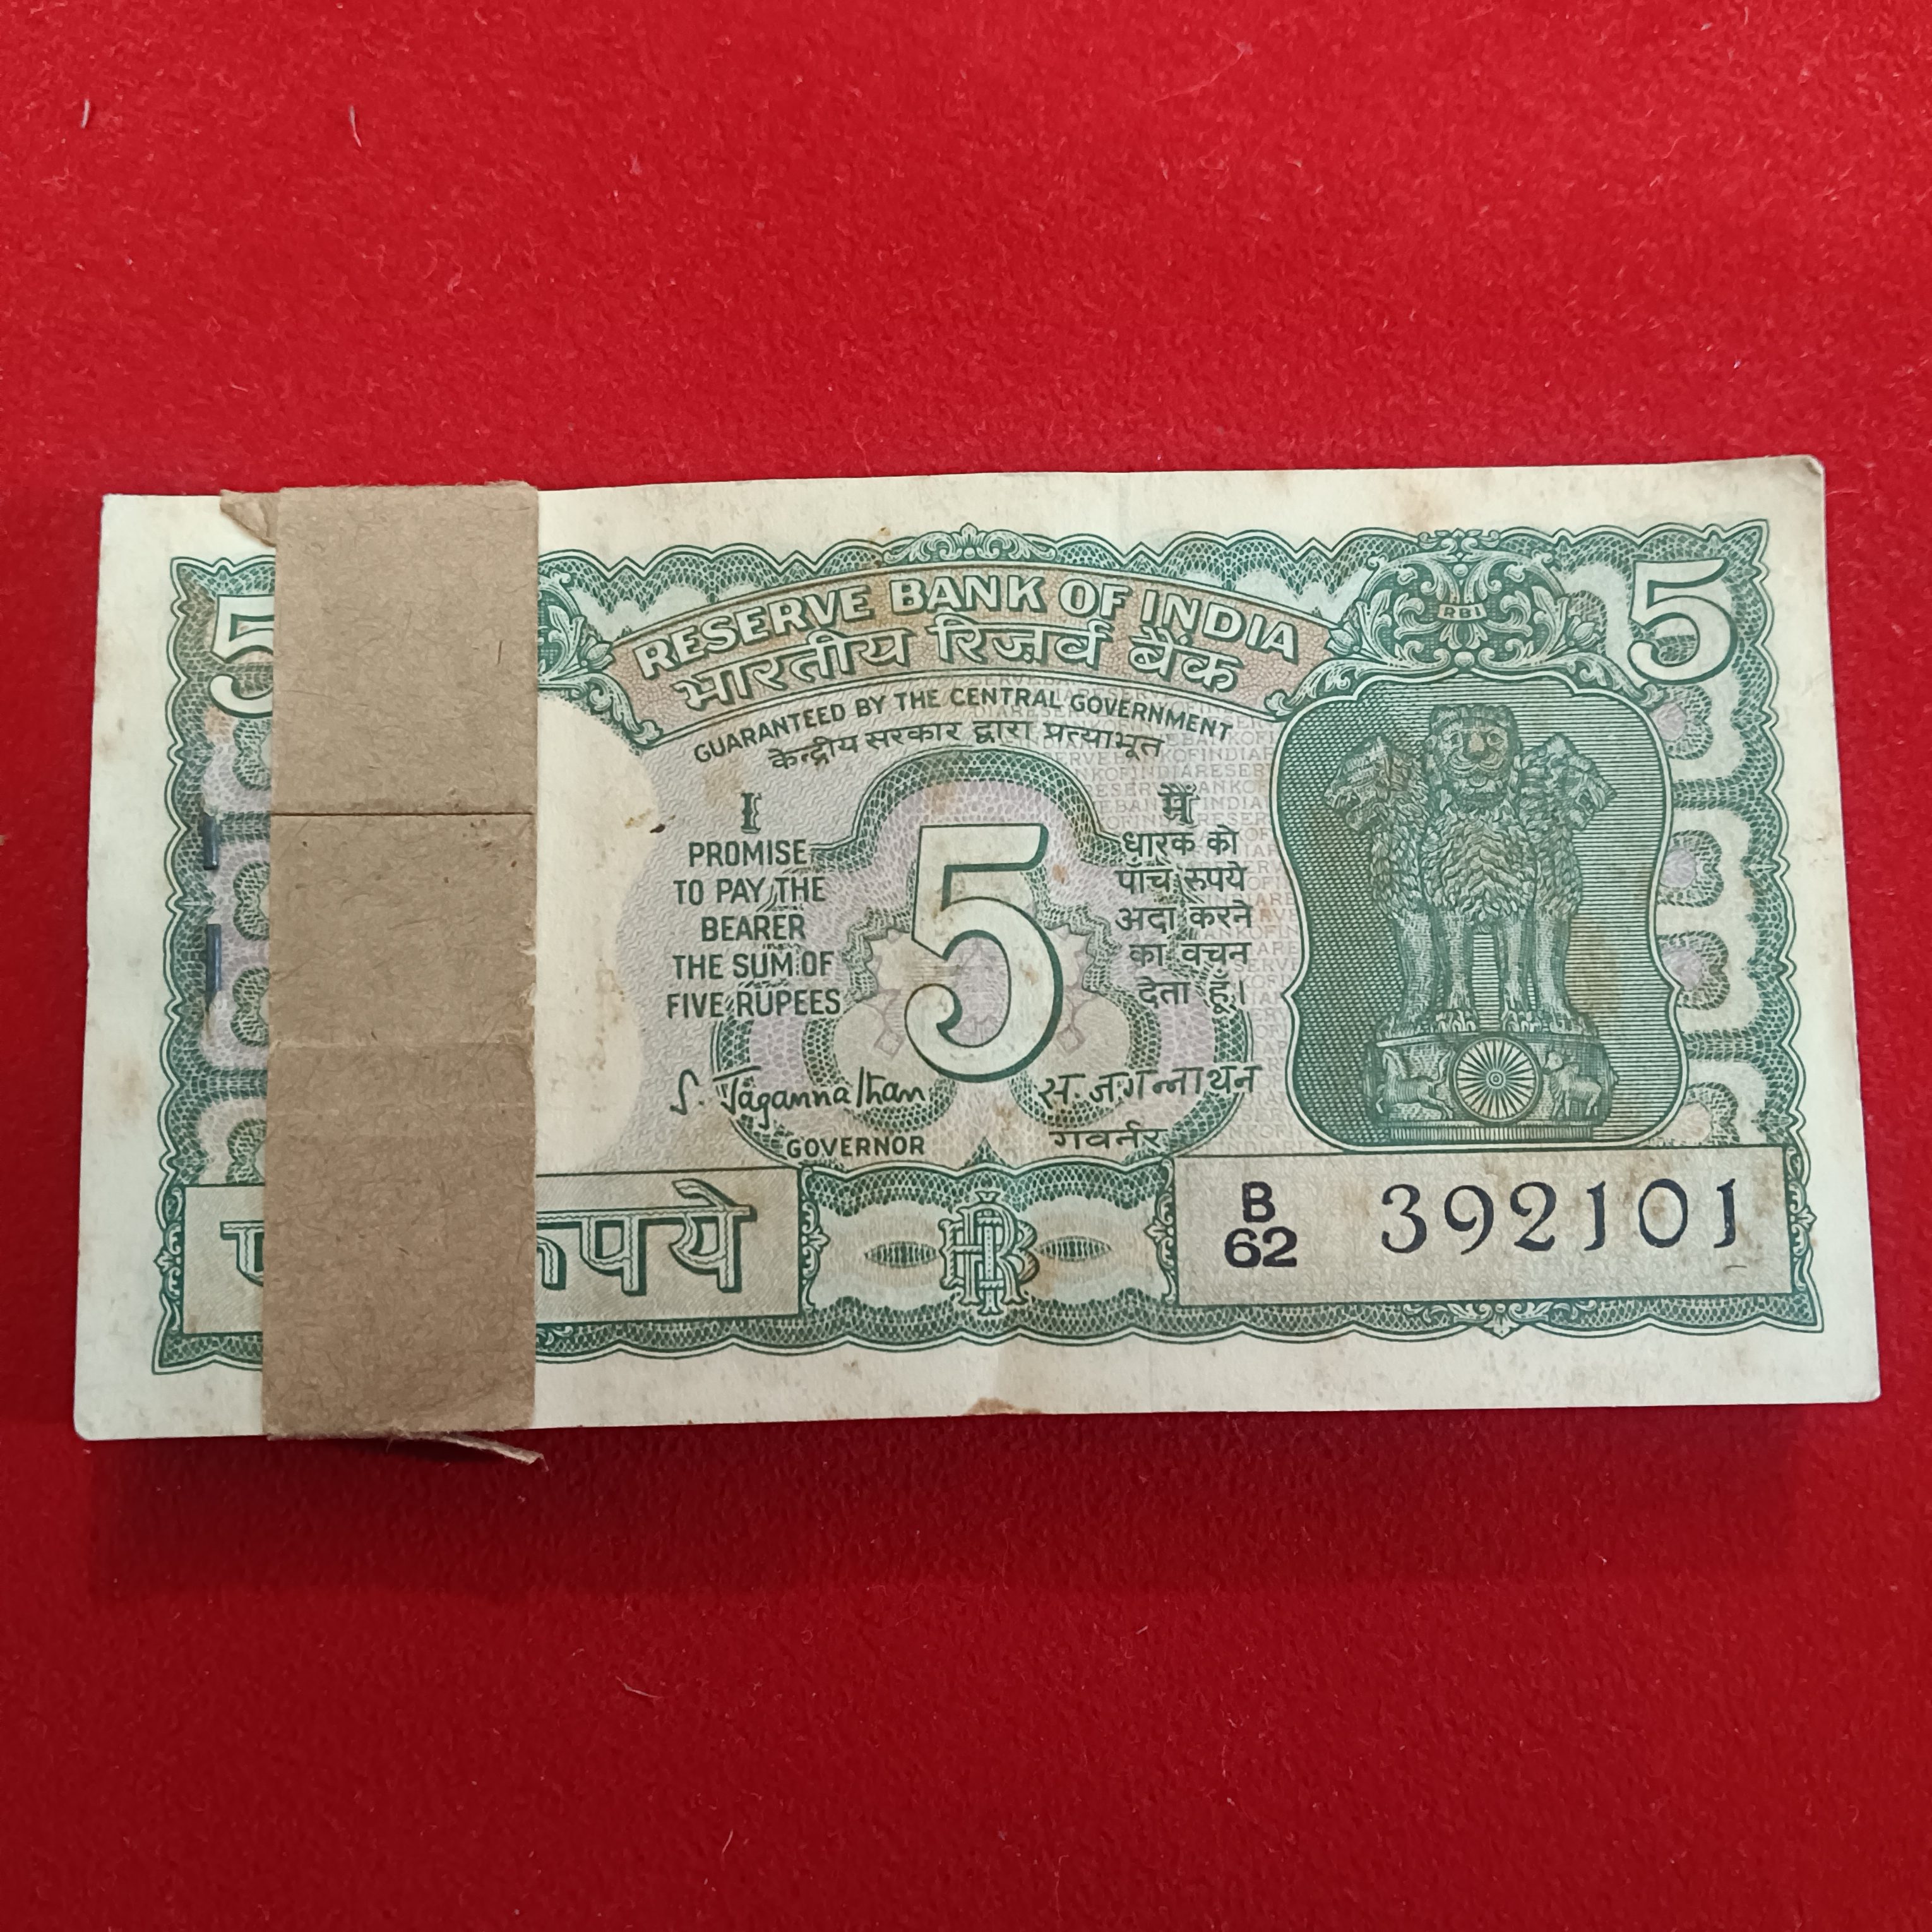 5
5
RBI
RESERVE BANK OF INDIA
भारतीय रिज़र्व बैंक
GUARANTEED BY THE CENTRAL GOVERNMENT
केन्द्रीय सरकार द्वारा प्रत्याभूत
I
PROMISE
TO PAY THE
BEARER
THE SUM OF
FIVE RUPEES
5
मैं
धारक को
पांच रुपये
अदा करने
का वचन
देता हूँ।
S. Jagannathan
GOVERNOR
स. जगन्नाथन
गवर्नर
रुपये
B
62
392101